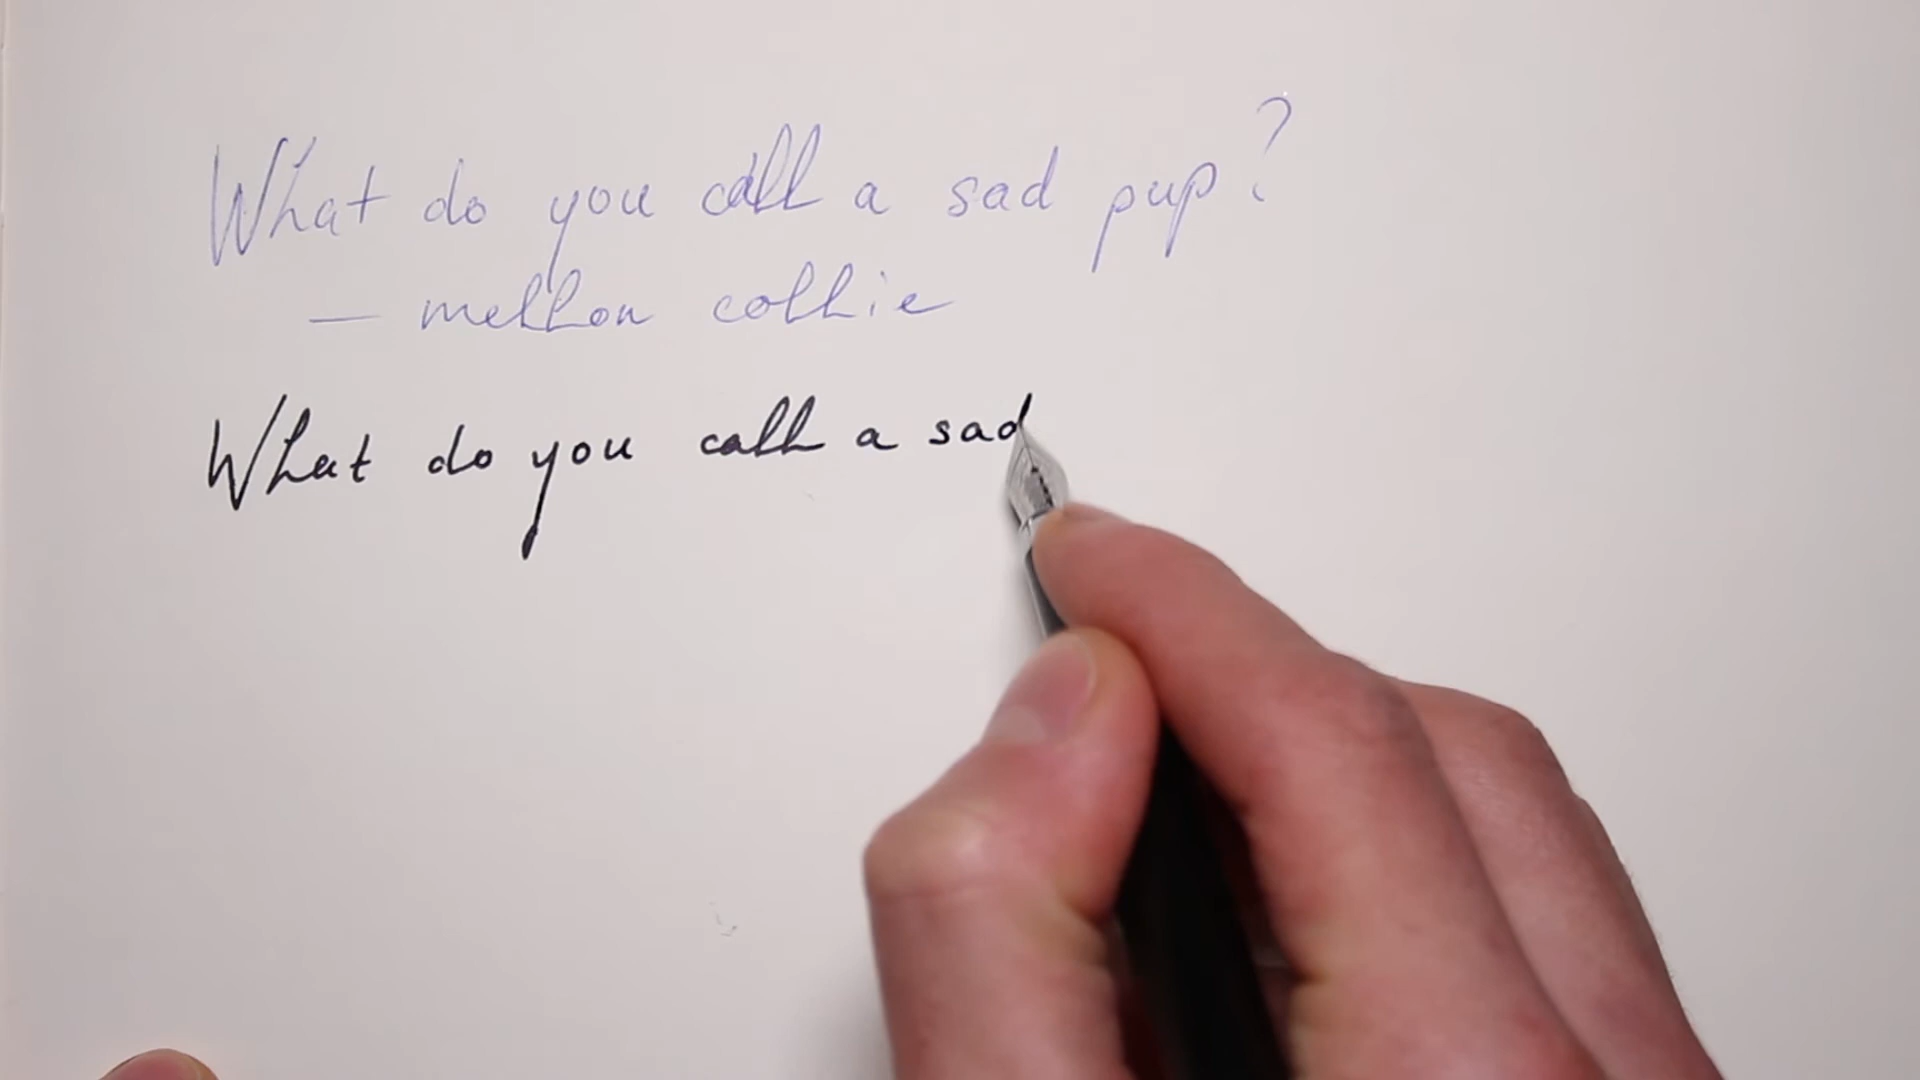 What do you call a sad pup?
— mellon collie
What do you call a sad